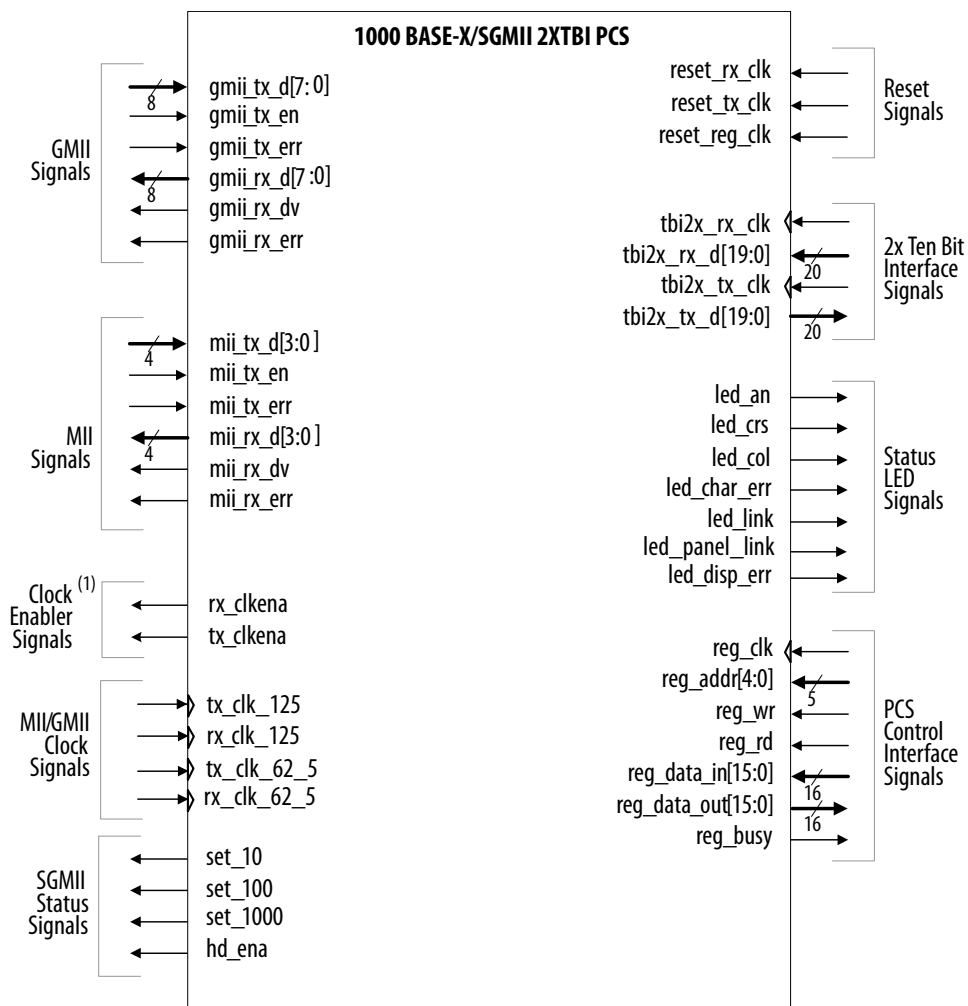 1000 BASE-X/SGMII 2XTBI PCS
GMII
Signals
8
gmii_tx_d[7:0]
gmii_tx_en
gmii_tx_err
8
gmii_rx_d[7:0]
gmii_rx_dv
gmii_rx_err
MII
Signals
4
mii_tx_d[3:0]
mii_tx_en
mii_tx_err
4
mii_rx_d[3:0]
mii_rx_dv
mii_rx_err
Clock (1)
Enabler
Signals
rx_clkena
tx_clkena
MII/GMII
Clock
Signals
tx_clk_125
rx_clk_125
tx_clk_62_5
rx_clk_62_5
SGMII
Status
Signals
set_10
set_100
set_1000
hd_ena
reset_rx_clk
reset_tx_clk
reset_reg_clk
Reset
Signals
tbi2x_rx_clk
tbi2x_rx_d[19:0]
20
tbi2x_tx_clk
tbi2x_tx_d[19:0]
20
2x Ten Bit
Interface
Signals
led_an
led_crs
led_col
led_char_err
led_link
led_panel_link
led_disp_err
Status
LED
Signals
reg_clk
reg_addr[4:0]
5
reg_wr
reg_rd
reg_data_in[15:0]
16
reg_data_out[15:0]
16
reg_busy
PCS
Control
Interface
Signals